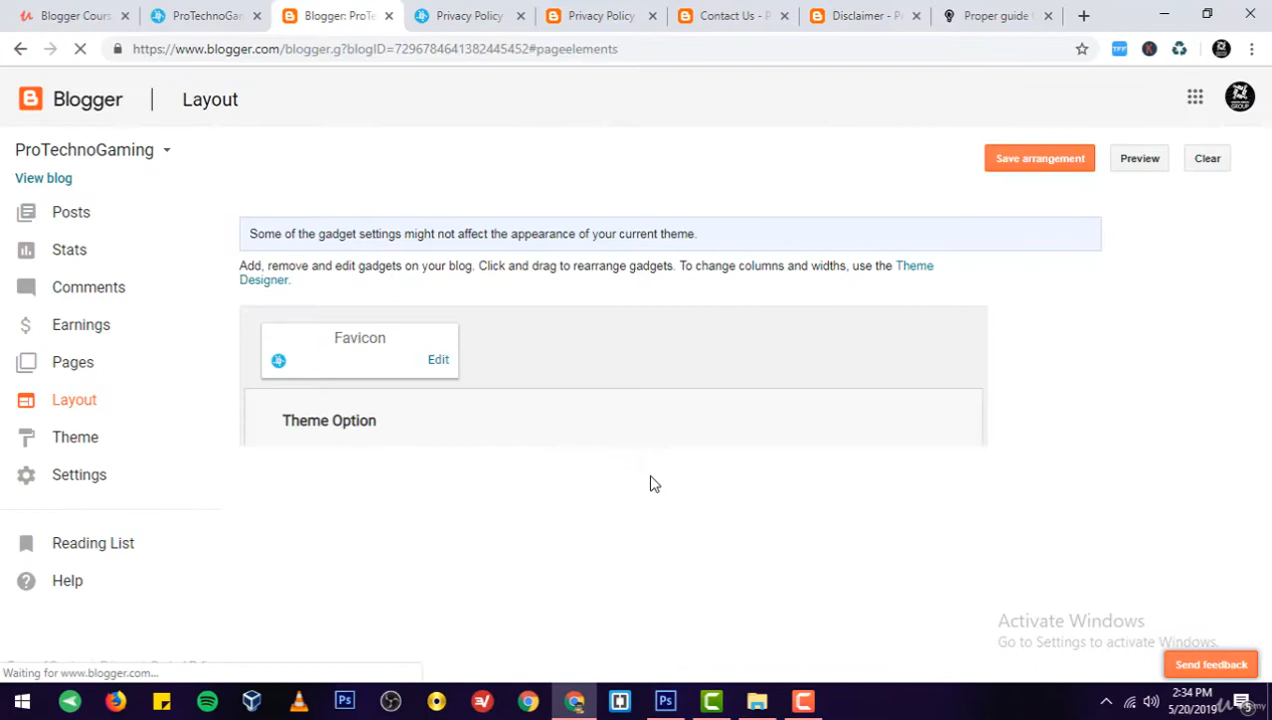 Blogger Cours
ProTechnoGam
Blogger: ProTe
Privacy Policy
Privacy Policy
Contact Us - P
Disclaimer - P
Proper guide t
https://www.blogger.com/blogger.g?blogID=7296784641382445452#pageelements
Blogger
Layout
ProTechnoGaming
View blog
Save arrangement
Preview
Clear
Posts
Stats
Comments
Earnings
Pages
Layout
Theme
Settings
Reading List
Help
Some of the gadget settings might not affect the appearance of your current theme.
Add, remove and edit gadgets on your blog. Click and drag to rearrange gadgets. To change columns and widths, use the Theme
Designer.
Favicon
Edit
Theme Option
Activate Windows
Go to Settings to activate Windows.
Send feedback
Waiting for www.blogger.com...
2:34 PM
5/20/2019